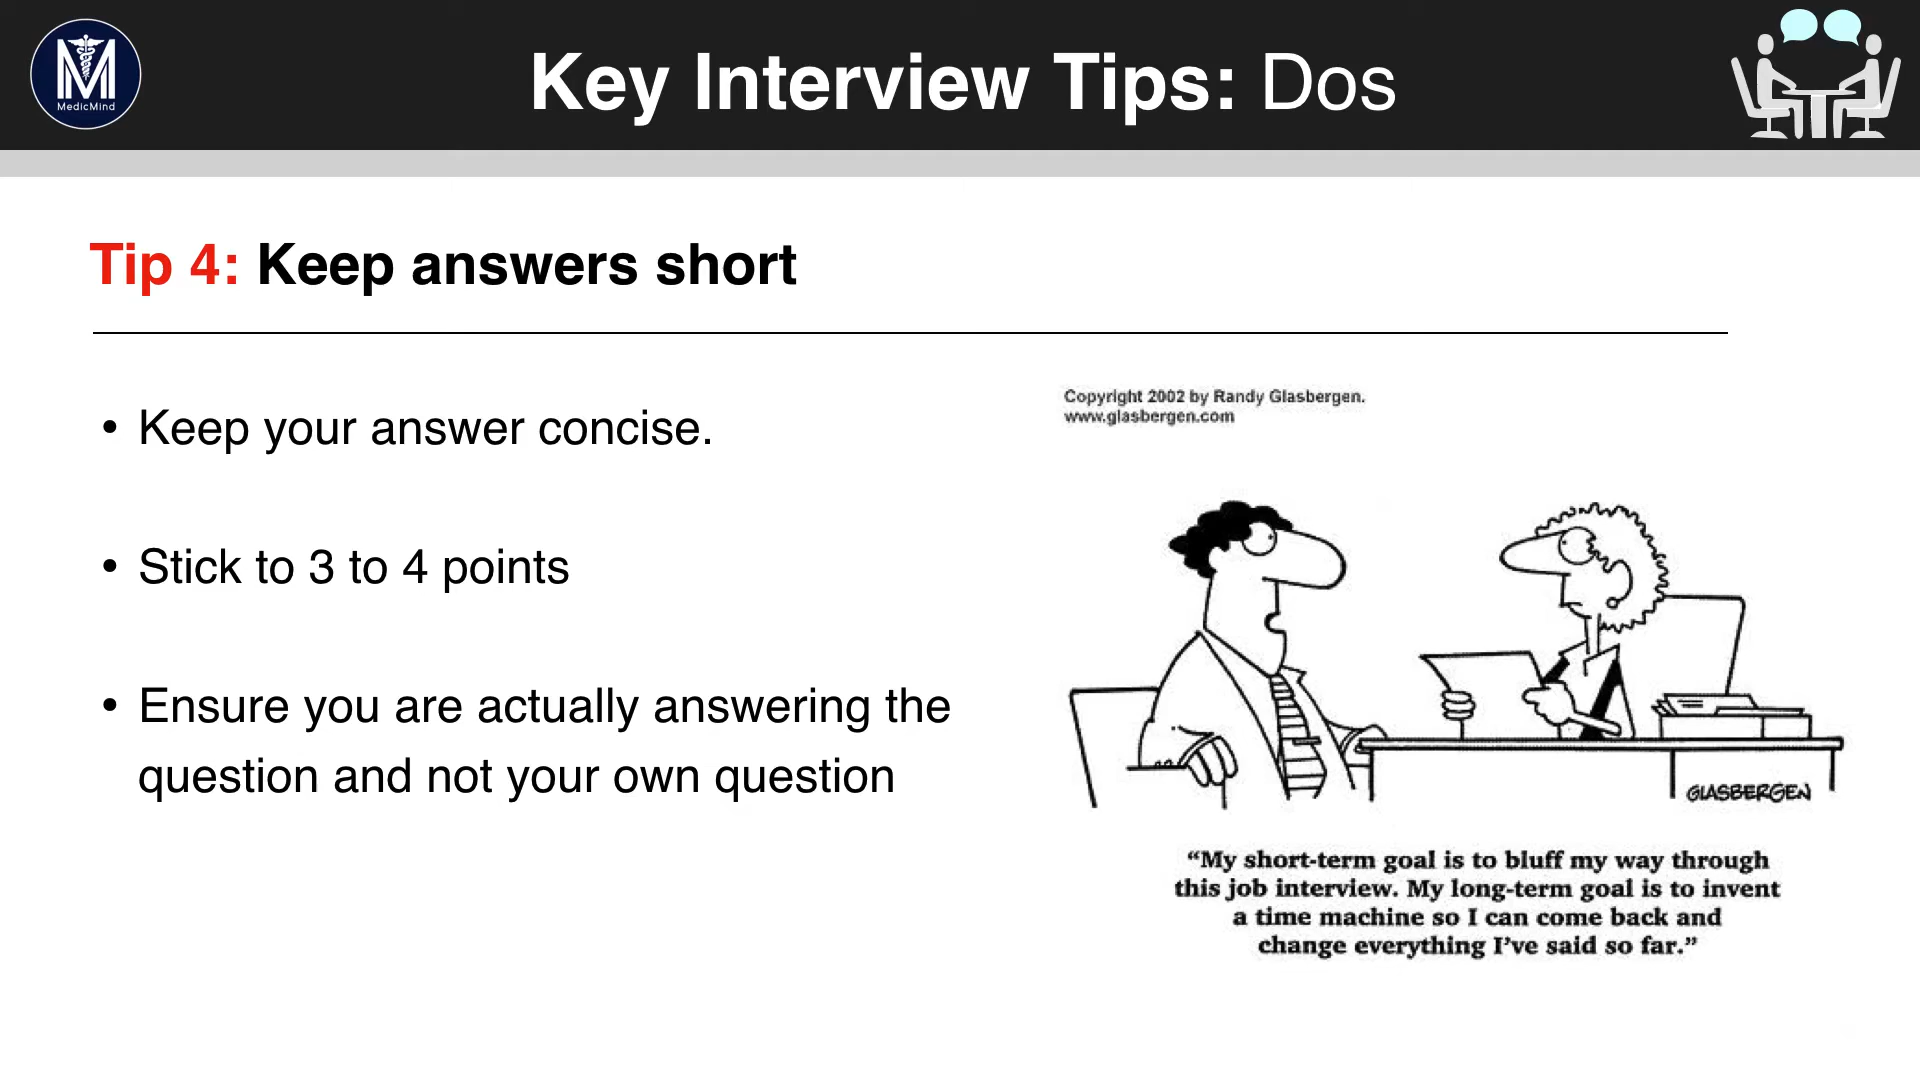 MedicMind
Key Interview Tips: Dos
Tip 4: Keep answers short
• Keep your answer concise.
• Stick to 3 to 4 points
• Ensure you are actually answering the
question and not your own question
Copyright 2002 by Randy Glasbergen.
www.glasbergen.com
GLASBERGEN
“My short-term goal is to bluff my way through
this job interview. My long-term goal is to invent
a time machine so I can come back and
change everything I’ve said so far.”